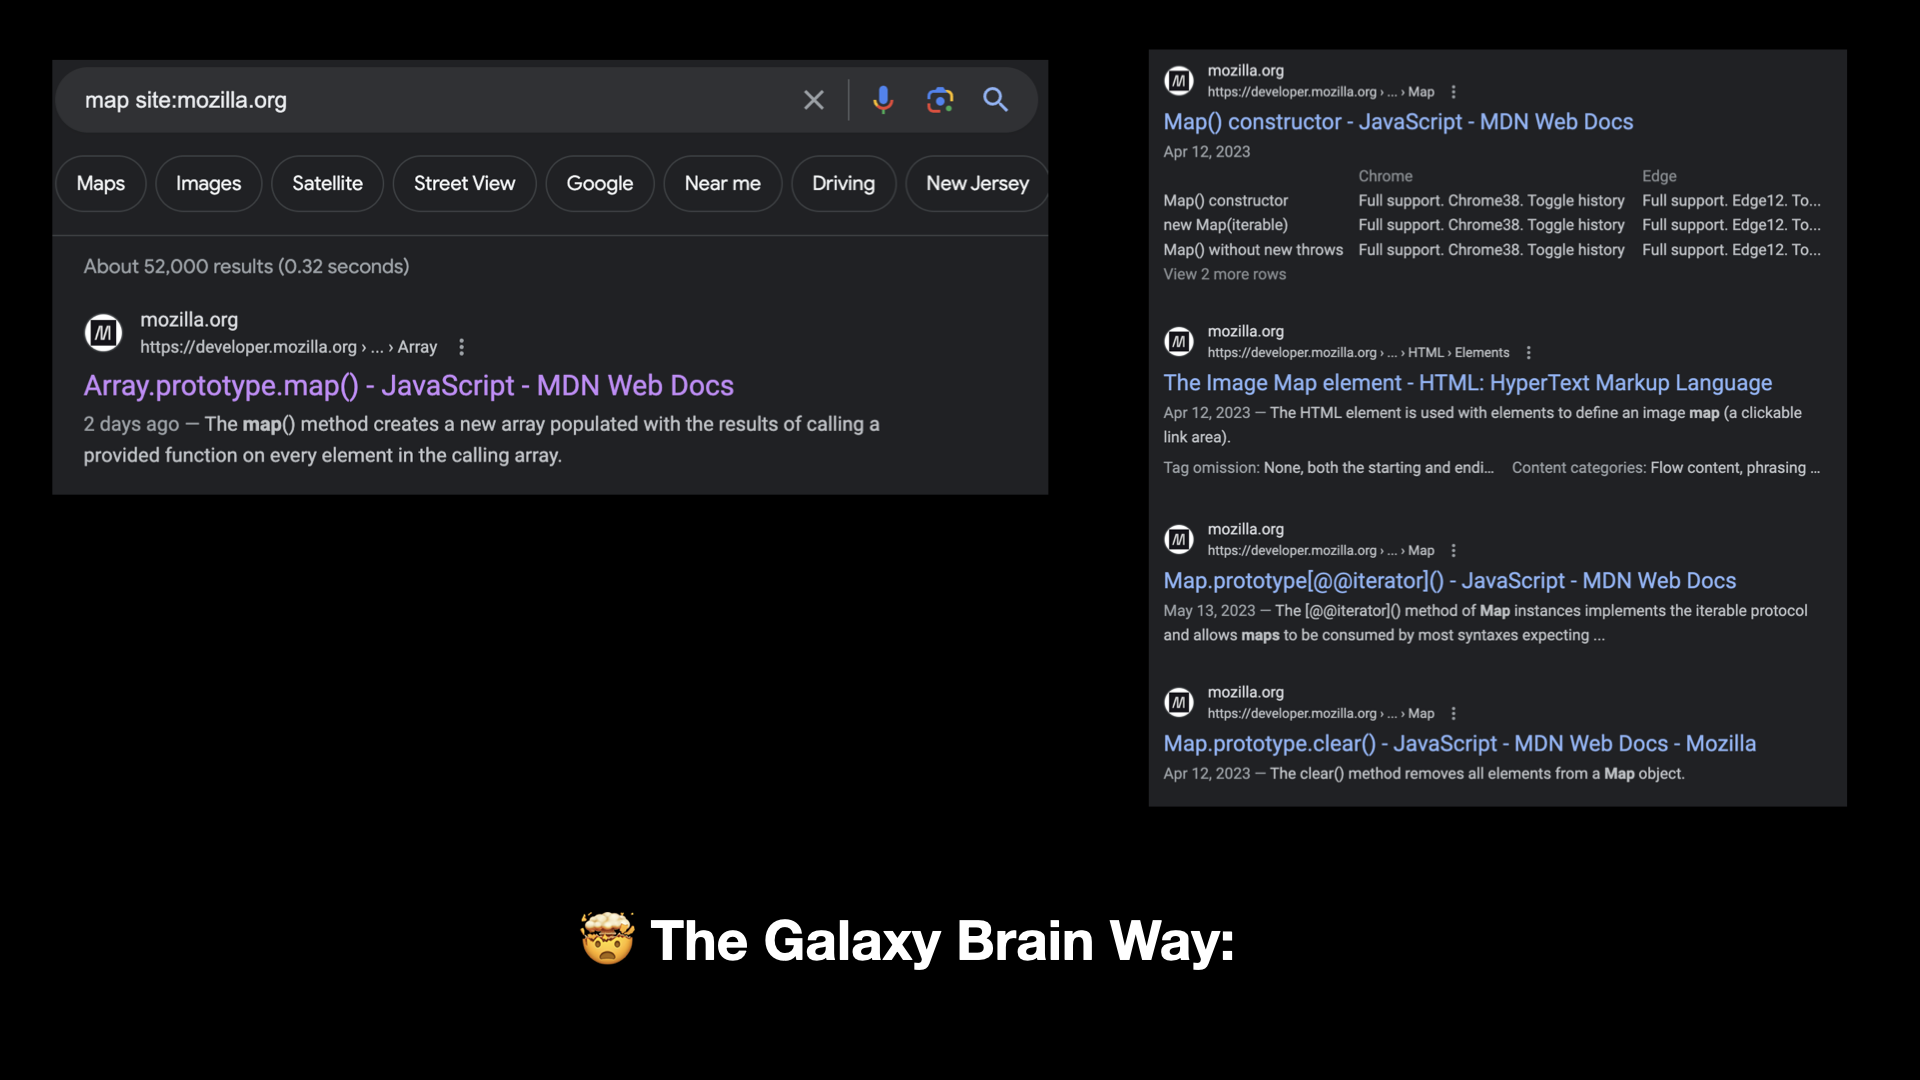 map site:mozilla.org
Maps
Images
Satellite
Street View
Google
Near me
Driving
New Jersey
About 52,000 results (0.32 seconds)
mozilla.org
https://developer.mozilla.org › ... › Array
Array.prototype.map() - JavaScript - MDN Web Docs
2 days ago — The map() method creates a new array populated with the results of calling a
provided function on every element in the calling array.
mozilla.org
https://developer.mozilla.org › ... › Map
Map() constructor - JavaScript - MDN Web Docs
Apr 12, 2023
Chrome Edge
Map() constructor Full support. Chrome38. Toggle history Full support. Edge12. To...
new Map(iterable) Full support. Chrome38. Toggle history Full support. Edge12. To...
Map() without new throws Full support. Chrome38. Toggle history Full support. Edge12. To...
View 2 more rows
mozilla.org
https://developer.mozilla.org › ... › HTML › Elements
The Image Map element - HTML: HyperText Markup Language
Apr 12, 2023 — The HTML element is used with elements to define an image map (a clickable
link area).
Tag omission: None, both the starting and endi... Content categories: Flow content, phrasing ...
mozilla.org
https://developer.mozilla.org › ... › Map
Map.prototype[@@iterator]() - JavaScript - MDN Web Docs
May 13, 2023 — The [@@iterator]() method of Map instances implements the iterable protocol
and allows maps to be consumed by most syntaxes expecting ...
mozilla.org
https://developer.mozilla.org › ... › Map
Map.prototype.clear() - JavaScript - MDN Web Docs - Mozilla
Apr 12, 2023 — The clear() method removes all elements from a Map object.
🤯 The Galaxy Brain Way: